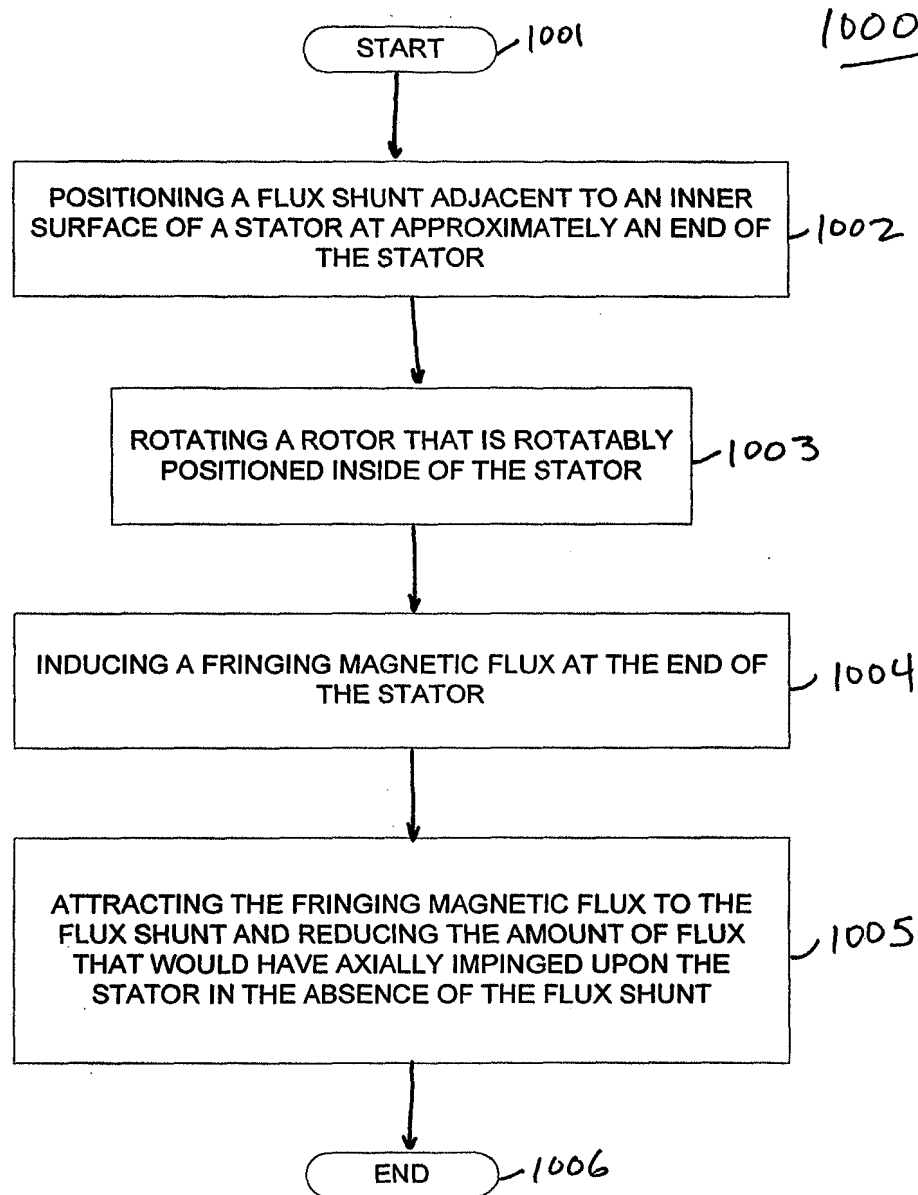 START
1001
1000
POSITIONING A FLUX SHUNT ADJACENT TO AN INNER
SURFACE OF A STATOR AT APPROXIMATELY AN END OF
THE STATOR
1002
ROTATING A ROTOR THAT IS ROTATABLY
POSITIONED INSIDE OF THE STATOR
1003
INDUCING A FRINGING MAGNETIC FLUX AT THE END OF
THE STATOR
1004
ATTRACTING THE FRINGING MAGNETIC FLUX TO THE
FLUX SHUNT AND REDUCING THE AMOUNT OF FLUX
THAT WOULD HAVE AXIALLY IMPINGED UPON THE
STATOR IN THE ABSENCE OF THE FLUX SHUNT
1005
END
1006